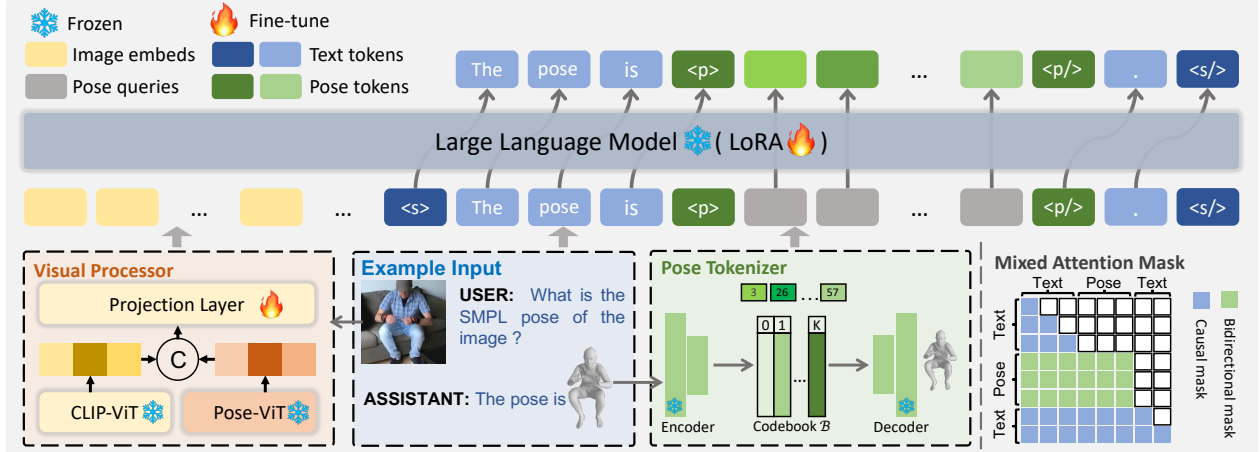 Frozen
Fine-tune
Image embeds
Text tokens
Pose queries
Pose tokens
The pose is <p> ... <p/> . <s/>
Large Language Model ( LoRA )
... ... <s> The pose is <p> ... <p/> . <s/>
Visual Processor
Projection Layer
C
CLIP-ViT
Pose-ViT
Example Input
USER: What is the
SMPL pose of the
image ?
ASSISTANT: The pose is
Pose Tokenizer
3 26 ... 57
0 1 K
...
Encoder
Codebook ℬ
Decoder
Mixed Attention Mask
Text Pose Text
Text
Pose
Text
Causal mask
Bidirectional mask